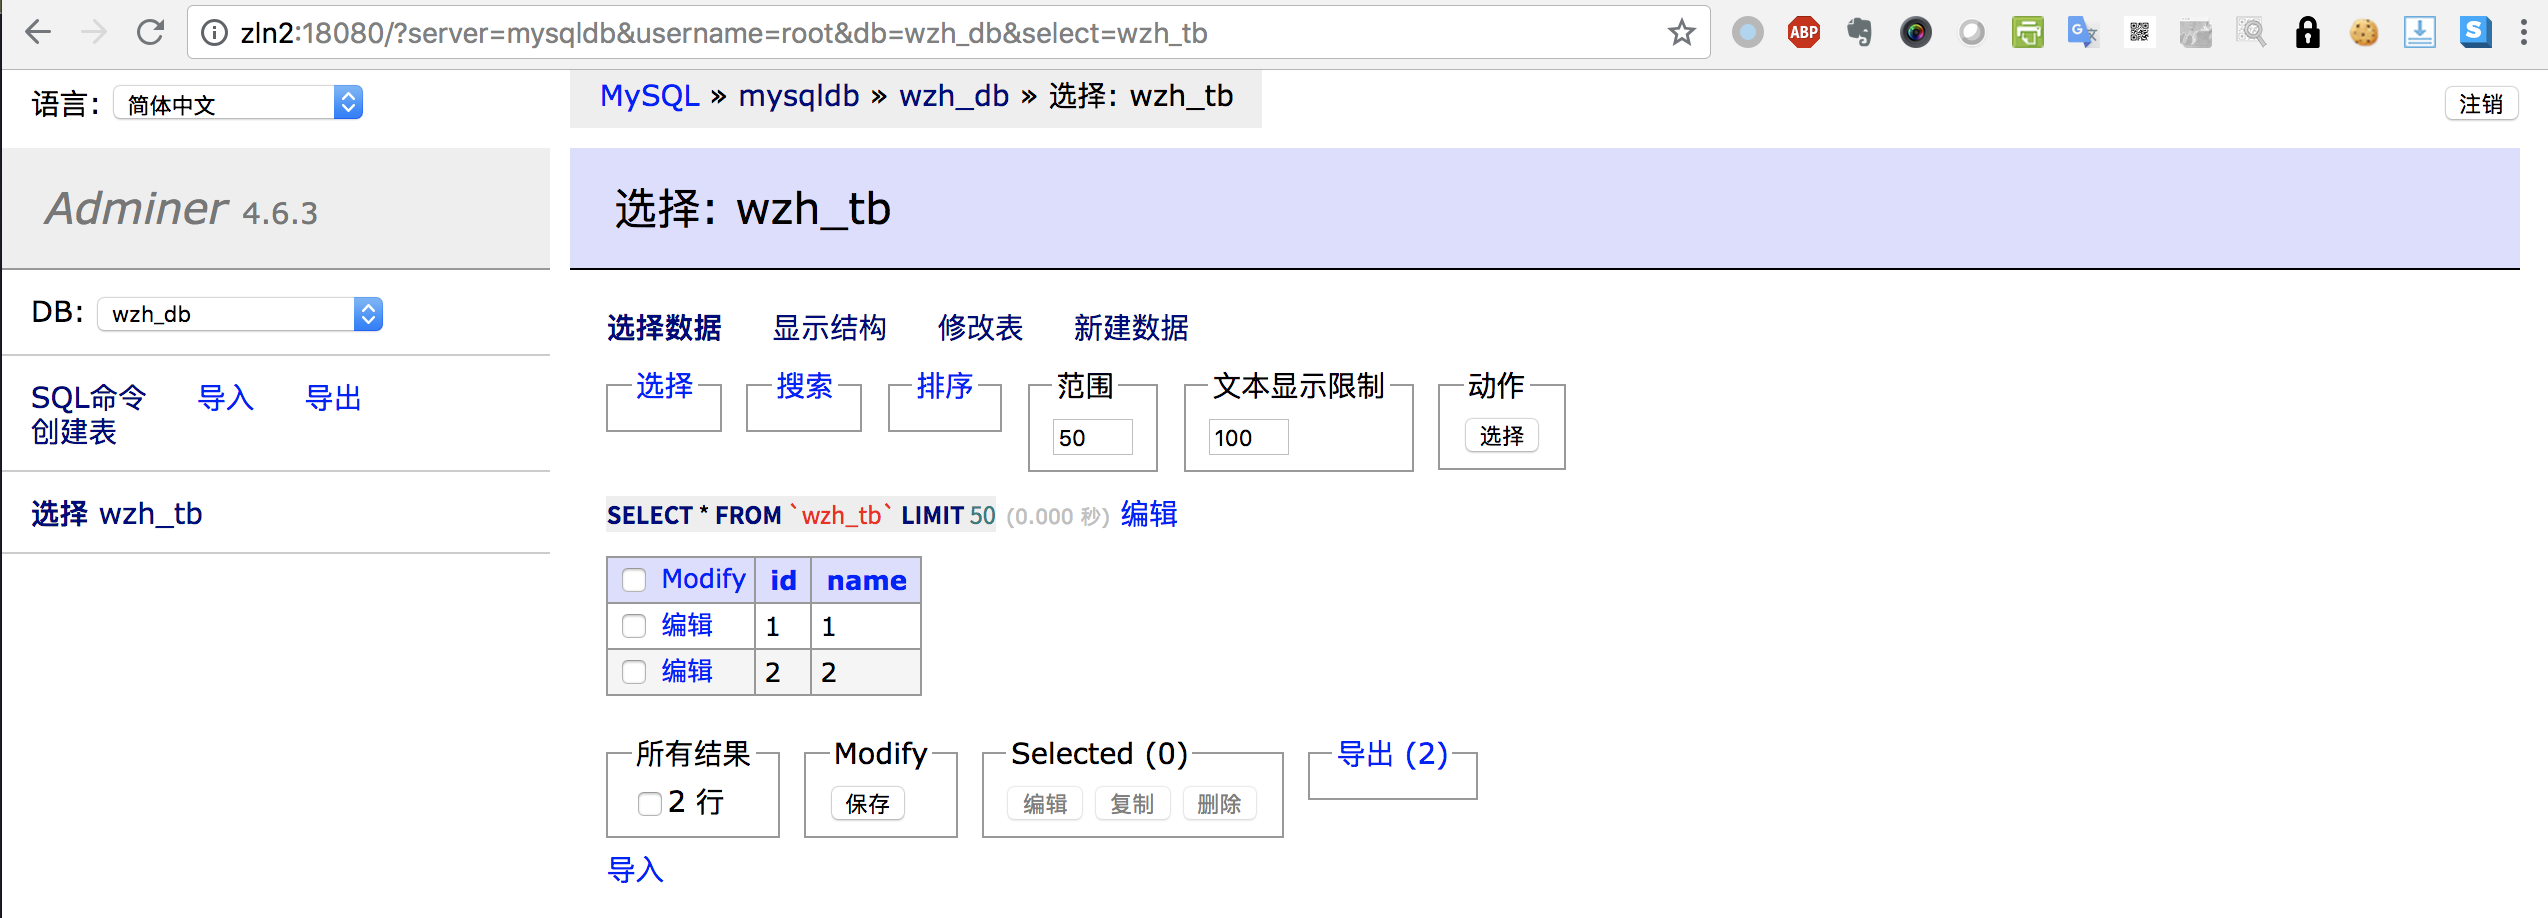 zln2:18080/?server=mysqldb&username=root&db=wzh_db&select=wzh_tb
ABP
语言: 简体中文
MySQL » mysqldb » wzh_db » 选择: wzh_tb
注销
Adminer 4.6.3
选择: wzh_tb
DB: wzh_db
选择数据 显示结构 修改表 新建数据
SQL命令 导入 导出
创建表
选择 搜索 排序 范围 文本显示限制 动作
50 100 选择
选择 wzh_tb
SELECT * FROM `wzh_tb` LIMIT 50 (0.000 秒) 编辑
Modify id name
编辑 1 1
编辑 2 2
所有结果 Modify Selected (0) 导出 (2)
2 行 保存 编辑 复制 删除
导入